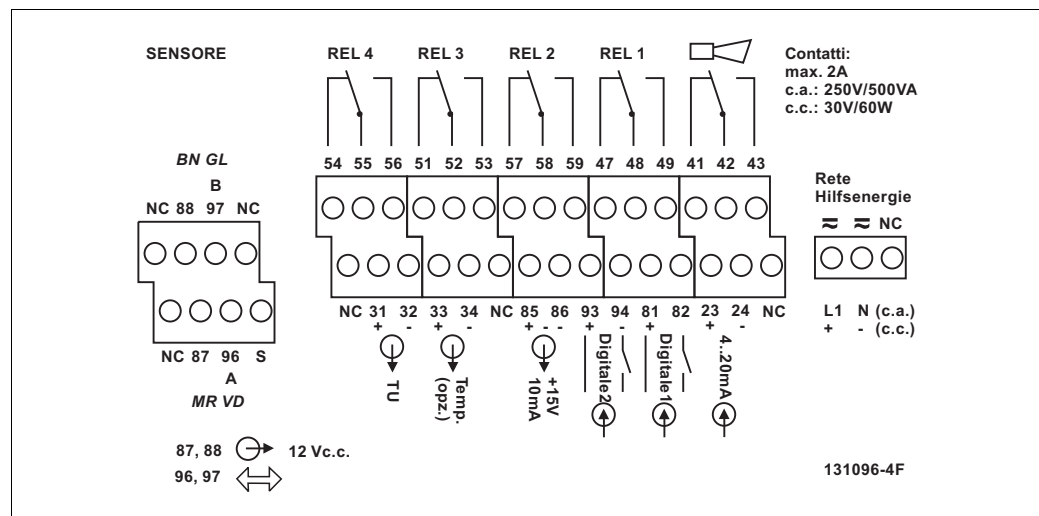 SENSORE
REL 4 REL 3 REL 2 REL 1
Contatti:
max. 2A
c.a.: 250V/500VA
c.c.: 30V/60W
54 55 56 51 52 53 57 58 59 47 48 49 41 42 43
BN GL
B
NC 88 97 NC
Rete
Hilfsenergie
≂ ≂ NC
NC 31 32 33 34 NC 85 86 93 94 81 82 23 24 NC
+ - + - + - - + - + + -
L1 N (c.a.)
+ - (c.c.)
NC 87 96 S
A
MR VD
TU
Temp.
(opz.)
+15V
10mA
Digitale2
Digitale1
4..20mA
87, 88 12 Vc.c.
96, 97
131096-4F